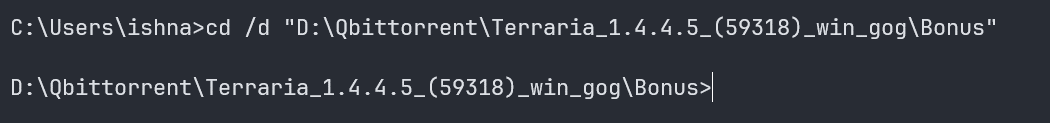 C:\Users\ishna>cd /d "D:\Qbittorrent\Terraria_1.4.4.5_(59318)_win_gog\Bonus"
D:\Qbittorrent\Terraria_1.4.4.5_(59318)_win_gog\Bonus>